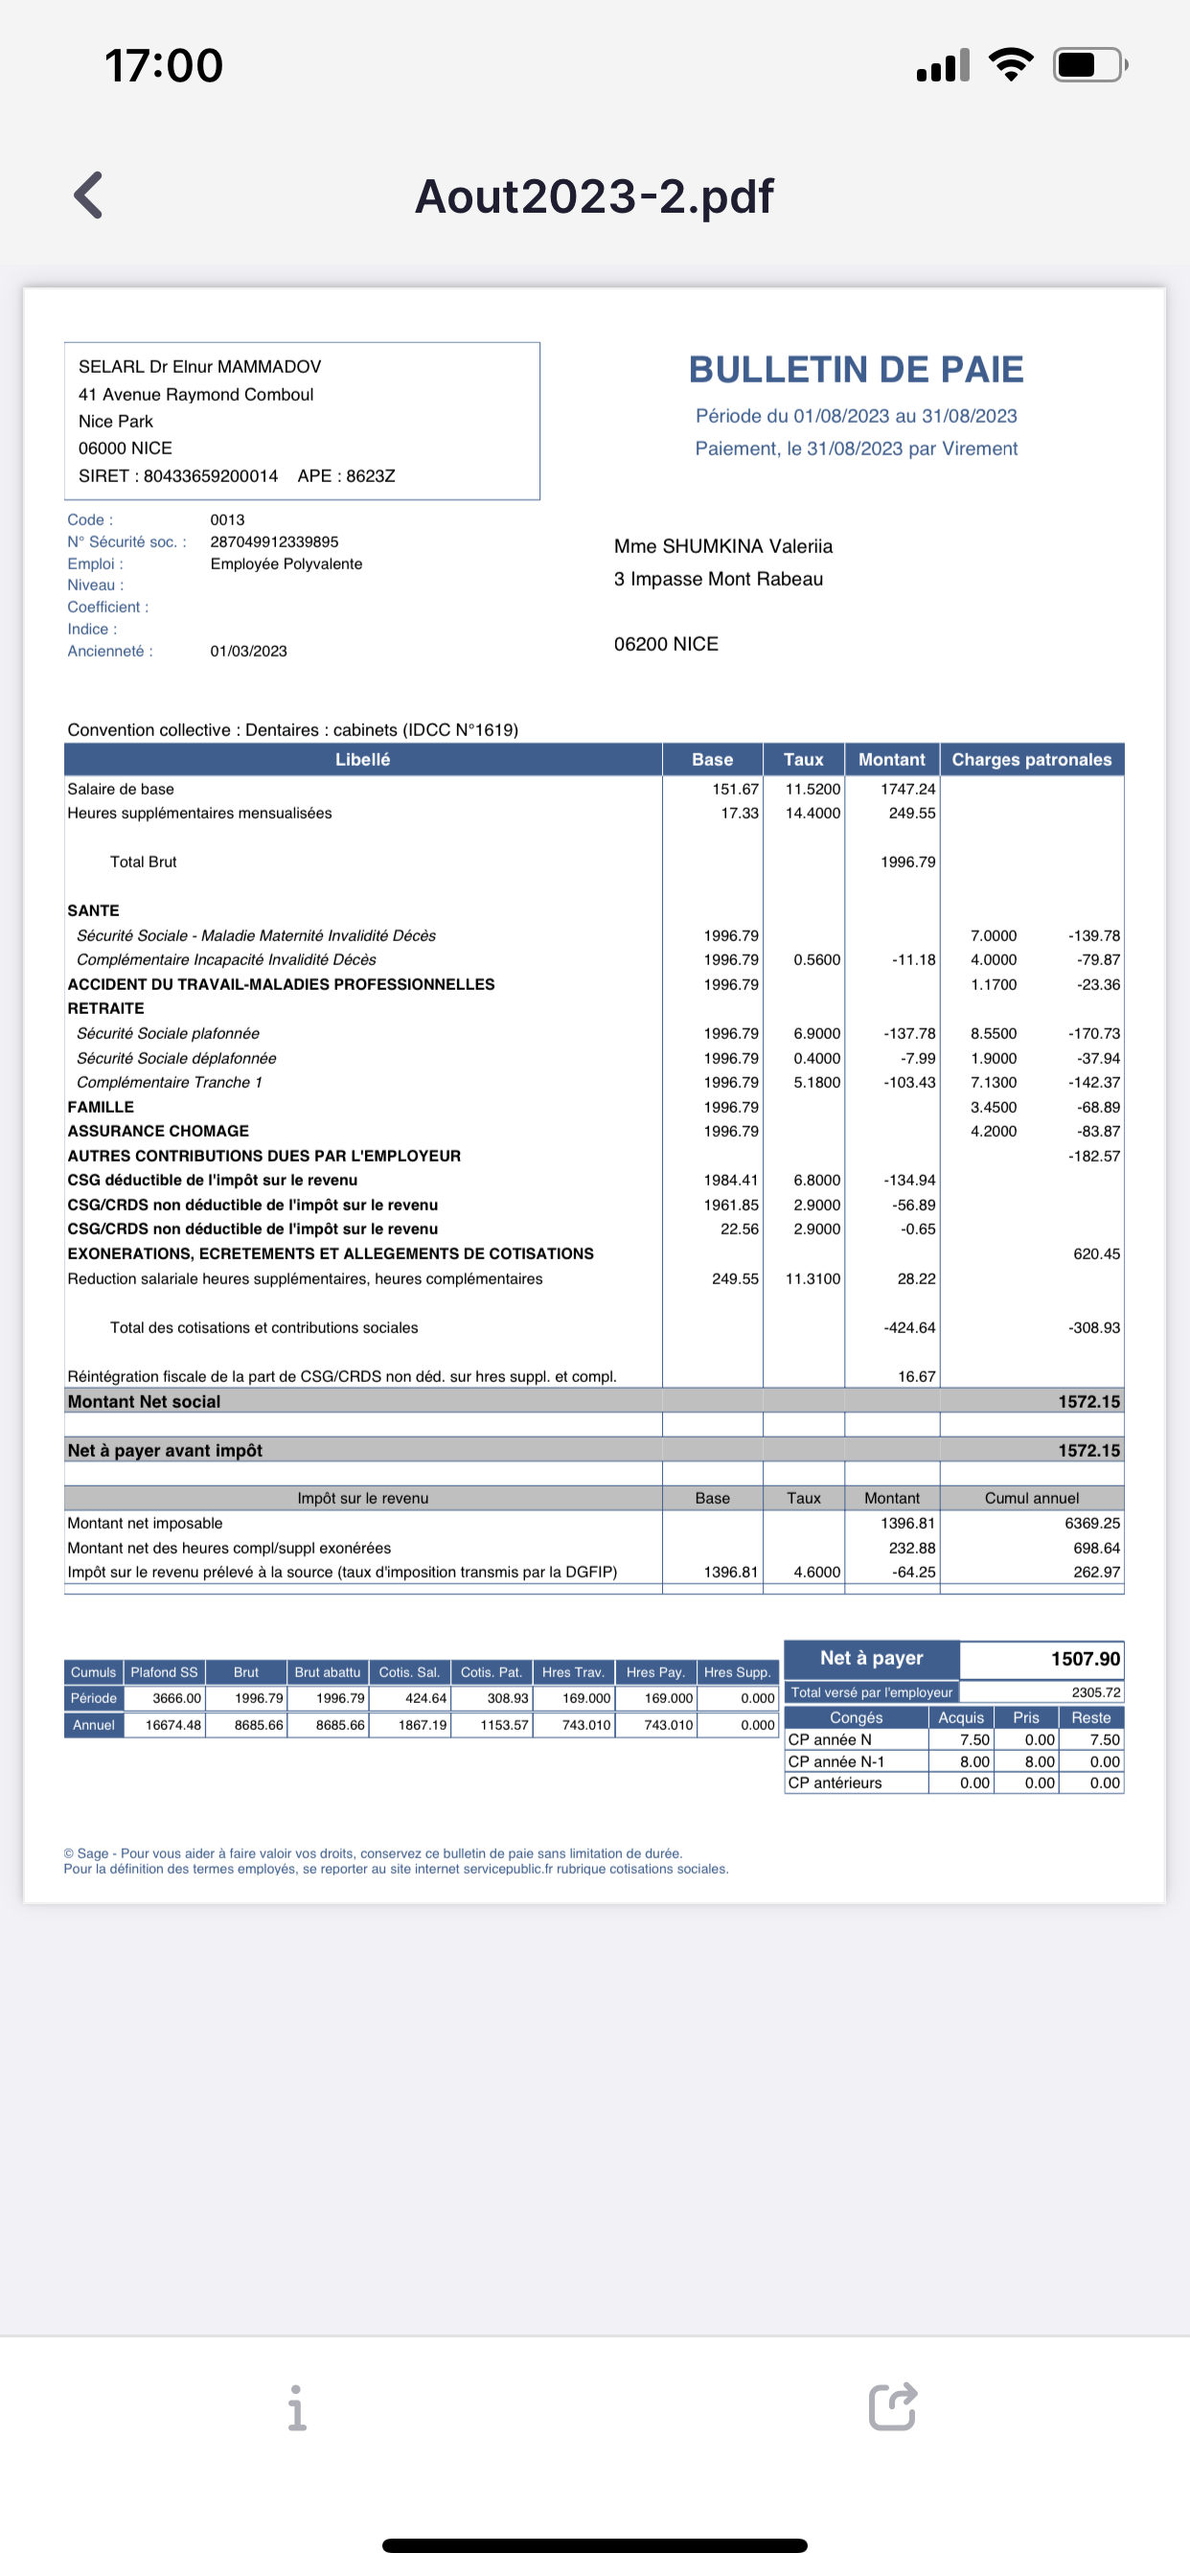 17:00
Aout2023-2.pdf
SELARL Dr Elnur MAMMADOV
41 Avenue Raymond Comboul
Nice Park
06000 NICE
SIRET : 80433659200014 APE : 8623Z
BULLETIN DE PAIE
Période du 01/08/2023 au 31/08/2023
Paiement, le 31/08/2023 par Virement
Code : 0013
N° Sécurité soc. : 287049912339895
Emploi : Employée Polyvalente
Niveau :
Coefficient :
Indice :
Ancienneté : 01/03/2023
Mme SHUMKINA Valeriia
3 Impasse Mont Rabeau
06200 NICE
Convention collective : Dentaires : cabinets (IDCC N°1619)
Libellé Base Taux Montant Charges patronales
Salaire de base 151.67 11.5200 1747.24
Heures supplémentaires mensualisées 17.33 14.4000 249.55
Total Brut 1996.79
SANTE
Sécurité Sociale - Maladie Maternité Invalidité Décès 1996.79 7.0000 -139.78
Complémentaire Incapacité Invalidité Décès 1996.79 0.5600 -11.18 4.0000 -79.87
ACCIDENT DU TRAVAIL-MALADIES PROFESSIONNELLES 1996.79 1.1700 -23.36
RETRAITE
Sécurité Sociale plafonnée 1996.79 6.9000 -137.78 8.5500 -170.73
Sécurité Sociale déplafonnée 1996.79 0.4000 -7.99 1.9000 -37.94
Complémentaire Tranche 1 1996.79 5.1800 -103.43 7.1300 -142.37
FAMILLE 1996.79 3.4500 -68.89
ASSURANCE CHOMAGE 1996.79 4.2000 -83.87
AUTRES CONTRIBUTIONS DUES PAR L'EMPLOYEUR -182.57
CSG déductible de l'impôt sur le revenu 1984.41 6.8000 -134.94
CSG/CRDS non déductible de l'impôt sur le revenu 1961.85 2.9000 -56.89
CSG/CRDS non déductible de l'impôt sur le revenu 22.56 2.9000 -0.65
EXONERATIONS, ECRETEMENTS ET ALLEGEMENTS DE COTISATIONS 620.45
Reduction salariale heures supplémentaires, heures complémentaires 249.55 11.3100 28.22
Total des cotisations et contributions sociales -424.64 -308.93
Réintégration fiscale de la part de CSG/CRDS non déd. sur hres suppl. et compl. 16.67
Montant Net social 1572.15
Net à payer avant impôt 1572.15
Impôt sur le revenu Base Taux Montant Cumul annuel
Montant net imposable 1396.81 6369.25
Montant net des heures compl/suppl exonérées 232.88 698.64
Impôt sur le revenu prélevé à la source (taux d'imposition transmis par la DGFIP) 1396.81 4.6000 -64.25 262.97
Cumuls Plafond SS Brut Brut abattu Cotis. Sal. Cotis. Pat. Hres Trav. Hres Pay. Hres Supp.
Période 3666.00 1996.79 1996.79 424.64 308.93 169.000 169.000 0.000
Annuel 16674.48 8685.66 8685.66 1867.19 1153.57 743.010 743.010 0.000
Net à payer 1507.90
Total versé par l'employeur 2305.72
Congés Acquis Pris Reste
CP année N 7.50 0.00 7.50
CP année N-1 8.00 8.00 0.00
CP antérieurs 0.00 0.00 0.00
© Sage - Pour vous aider à faire valoir vos droits, conservez ce bulletin de paie sans limitation de durée.
Pour la définition des termes employés, se reporter au site internet servicepublic.fr rubrique cotisations sociales.